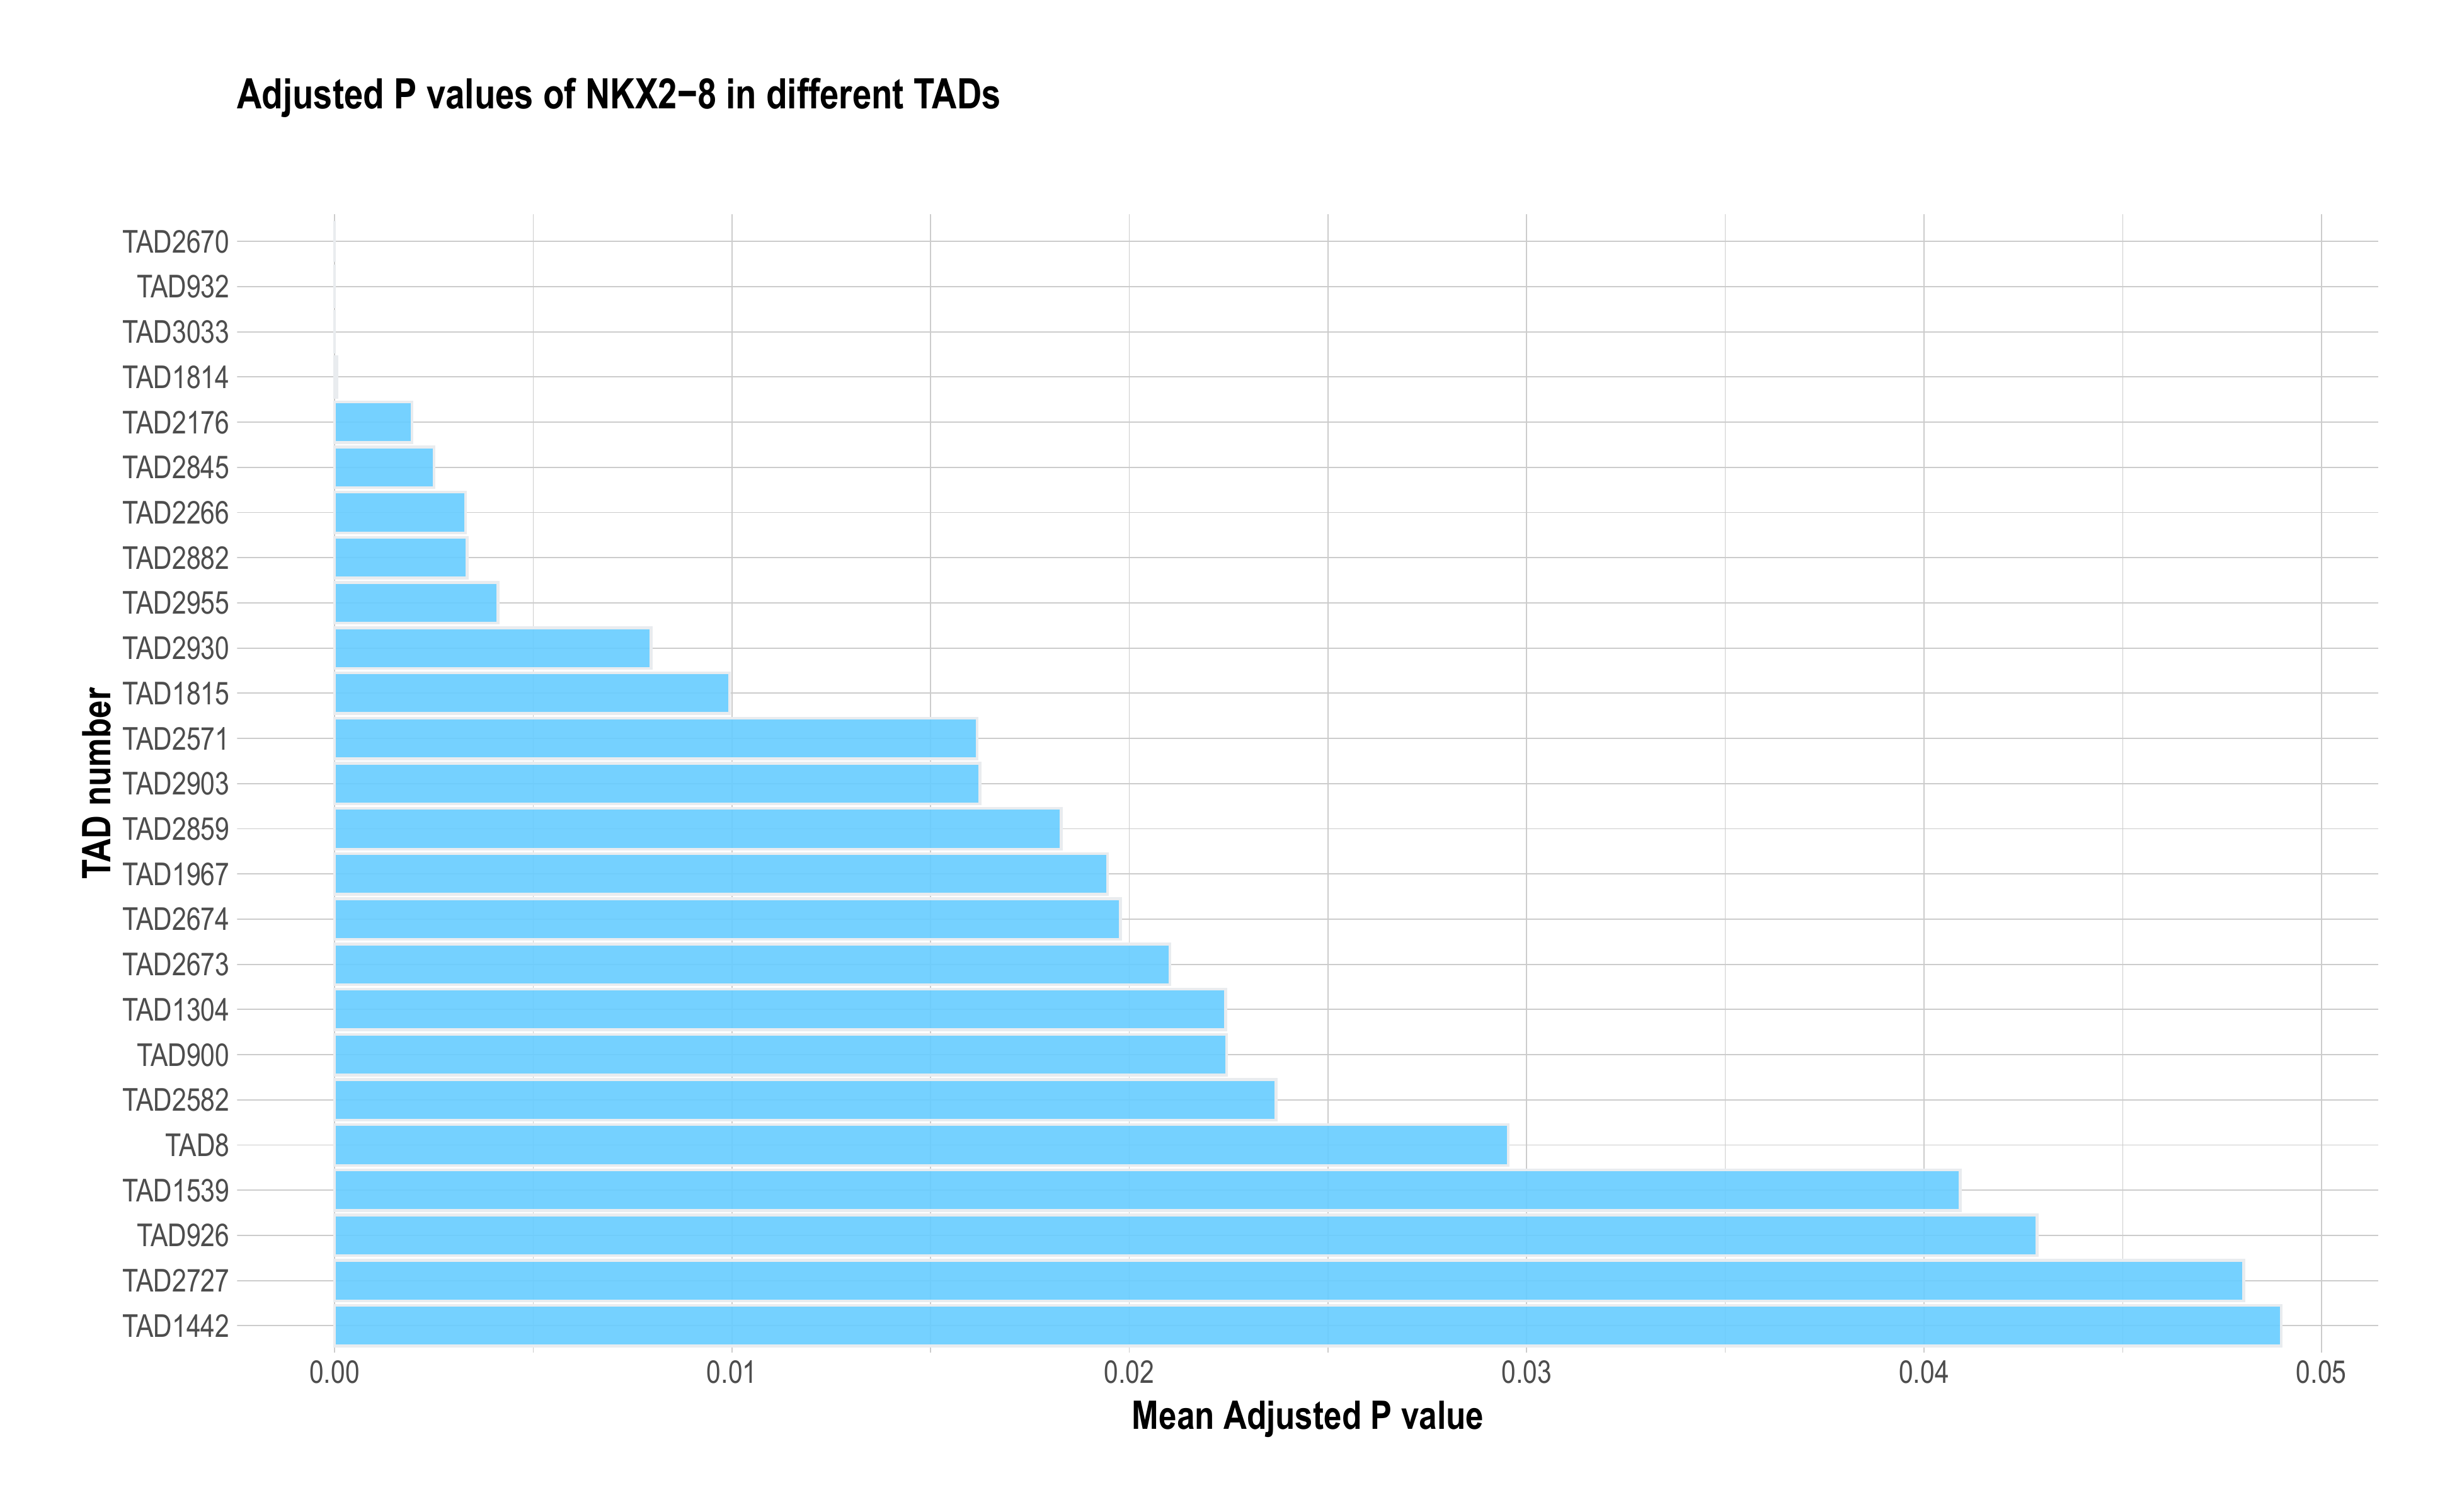 Adjusted P values of NKX2−8 in different TADs
TAD number
TAD2670
TAD932
TAD3033
TAD1814
TAD2176
TAD2845
TAD2266
TAD2882
TAD2955
TAD2930
TAD1815
TAD2571
TAD2903
TAD2859
TAD1967
TAD2674
TAD2673
TAD1304
TAD900
TAD2582
TAD8
TAD1539
TAD926
TAD2727
TAD1442
0.00 0.01 0.02 0.03 0.04 0.05
Mean Adjusted P value